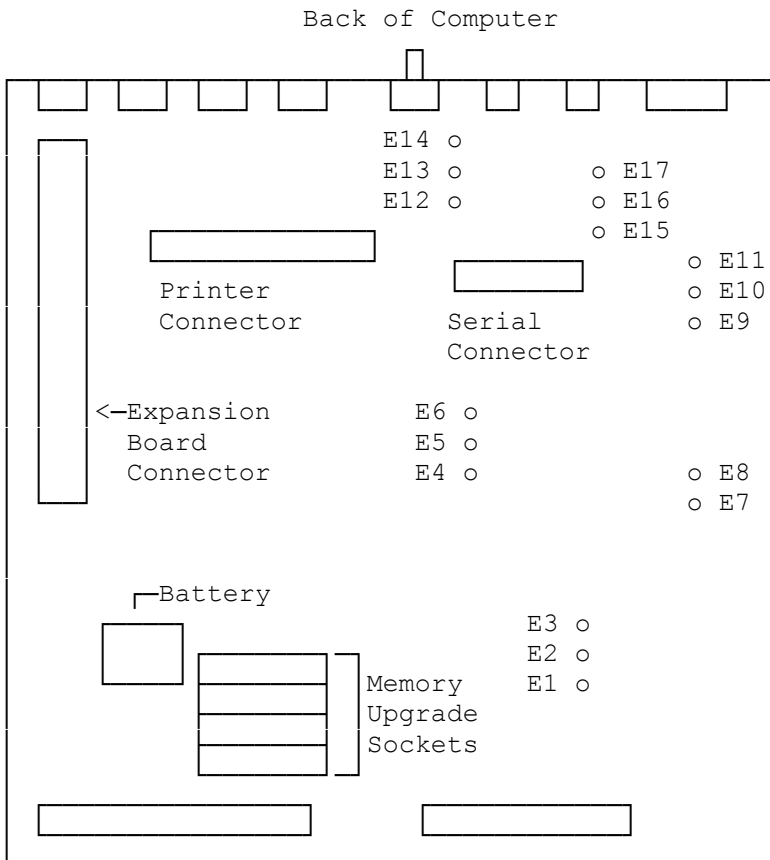 Back of Computer
E14
E13 E17
E12 E16
E15
E11
Printer E10
Connector Serial E9
Connector
<—Expansion E6
Board E5
Connector E4 E8
E7
Battery
E3
E2
Memory E1
Upgrade
Sockets